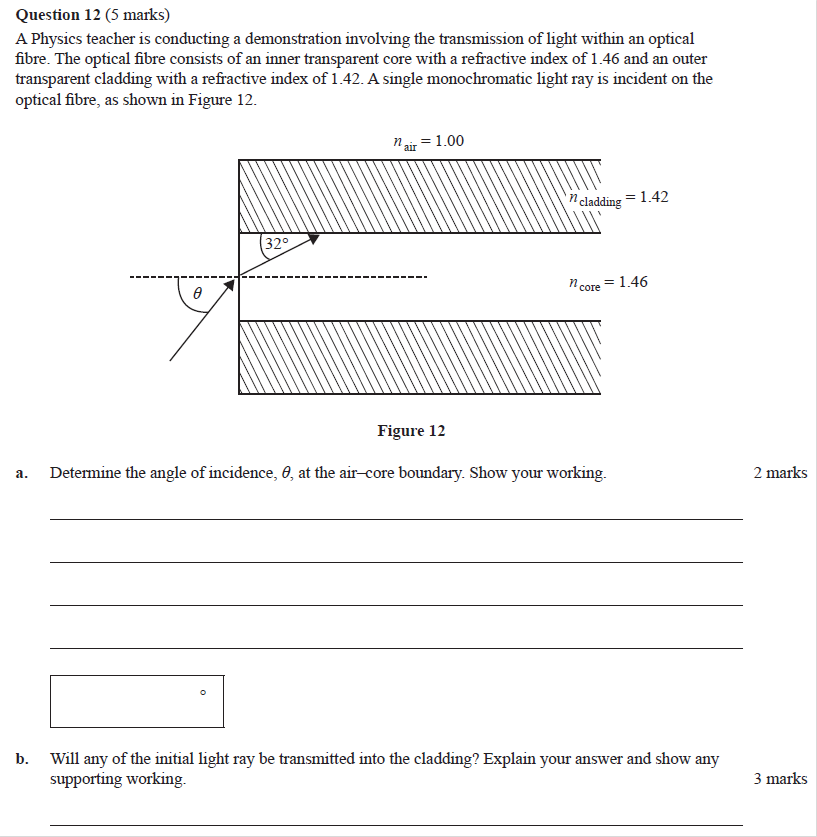 Question 12 (5 marks)
A Physics teacher is conducting a demonstration involving the transmission of light within an optical
fibre. The optical fibre consists of an inner transparent core with a refractive index of 1.46 and an outer
transparent cladding with a refractive index of 1.42. A single monochromatic light ray is incident on the
optical fibre, as shown in Figure 12.
n air = 1.00
n cladding = 1.42
32°
n core = 1.46
θ
Figure 12
a. Determine the angle of incidence, θ, at the air–core boundary. Show your working. 2 marks
°
b. Will any of the initial light ray be transmitted into the cladding? Explain your answer and show any
supporting working. 3 marks